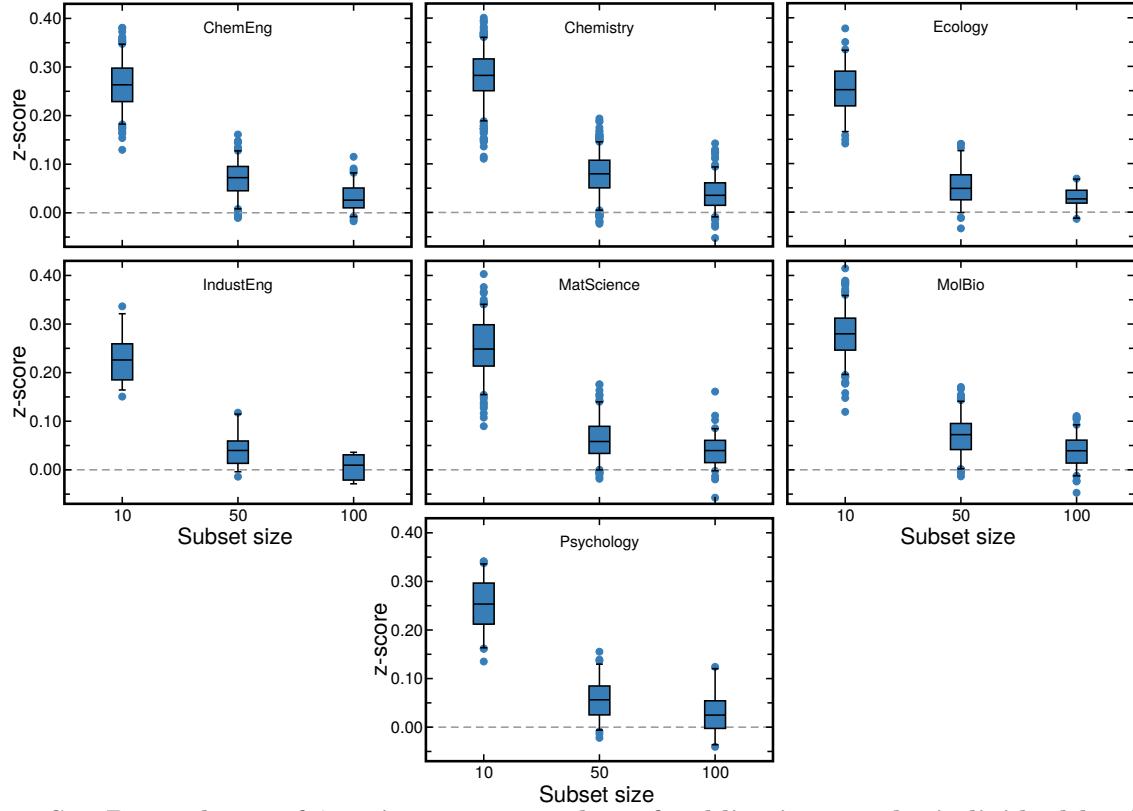 ChemEng
Chemistry
Ecology
0.40
0.30
0.20
0.10
0.00
z-score
IndustEng
MatScience
MolBio
0.40
0.30
0.20
0.10
0.00
z-score
10 50 100
10 50 100
Subset size
Subset size
Psychology
0.40
0.30
0.20
0.10
0.00
z-score
10 50 100
Subset size